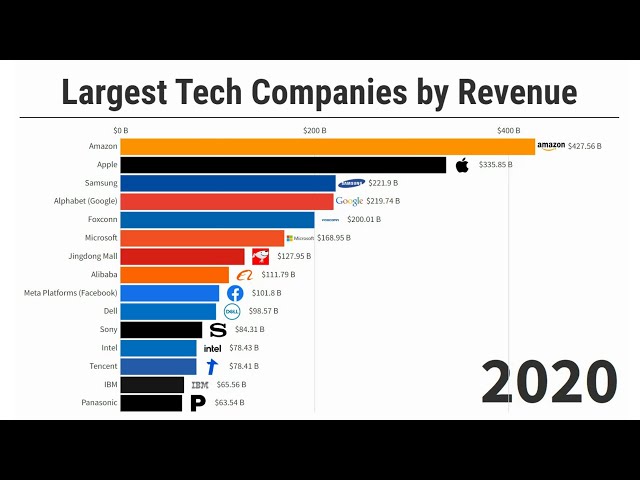 Largest Tech Companies by Revenue
$0 B $200 B $400 B
Amazon amazon $427.56 B
Apple $335.85 B
Samsung SAMSUNG $221.9 B
Alphabet (Google) Google $219.74 B
Foxconn FOXCONN $200.01 B
Microsoft Microsoft $168.95 B
Jingdong Mall $127.95 B
Alibaba $111.79 B
Meta Platforms (Facebook) $101.8 B
Dell DELL $98.57 B
Sony S $84.31 B
Intel intel $78.43 B
Tencent $78.41 B
IBM IBM $65.56 B
Panasonic P $63.54 B
2020